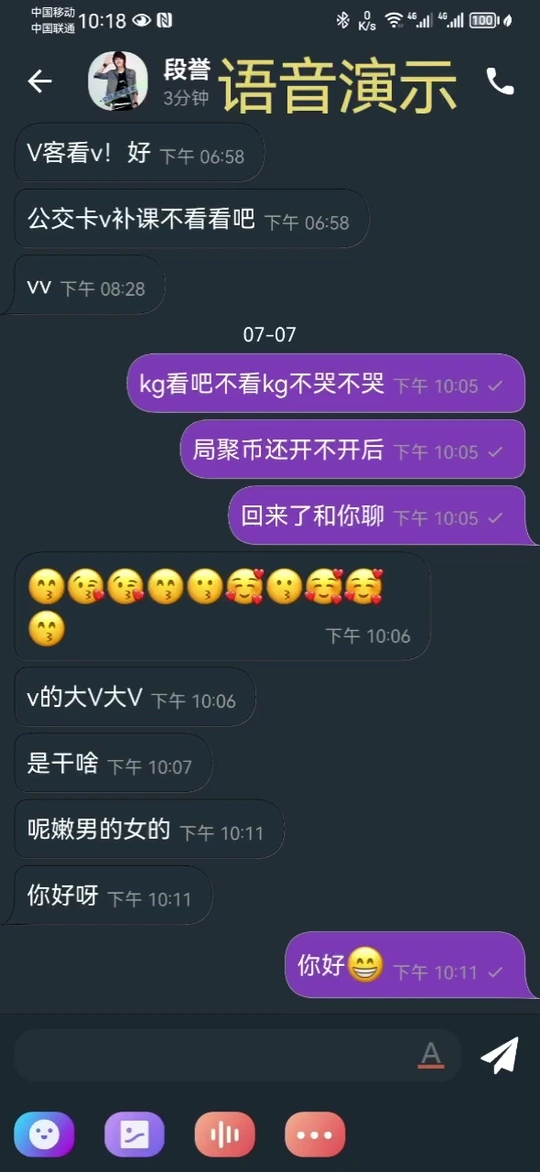 中国移动
中国联通
10:18
0
K/s
4G
4G
100
段誉
3分钟
语音演示
V客看v！好 下午 06:58
公交卡v补课不看看吧 下午 06:58
vv 下午 08:28
07-07
kg看吧不看kg不哭不哭 下午 10:05
局聚币还开不开后 下午 10:05
回来了和你聊 下午 10:05
😙😘😘😙😗🥰😗🥰🥰
😙 下午 10:06
v的大V大V 下午 10:06
是干啥 下午 10:07
呢嫩男的女的 下午 10:11
你好呀 下午 10:11
你好😁 下午 10:11
A